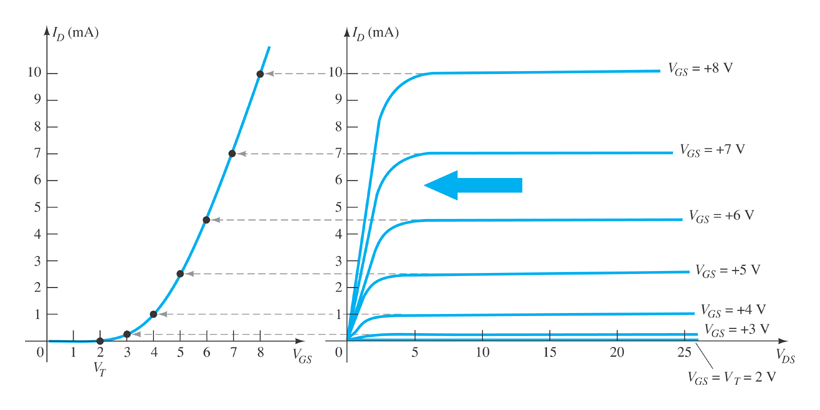 I_D (mA)
10
9
8
7
6
5
4
3
2
1
0 1 2 3 4 5 6 7 8 V_GS
V_T
I_D (mA)
10
9
8
7
6
5
4
3
2
1
0 5 10 15 20 25 V_DS
V_GS = +8 V
V_GS = +7 V
V_GS = +6 V
V_GS = +5 V
V_GS = +4 V
V_GS = +3 V
V_GS = V_T = 2 V